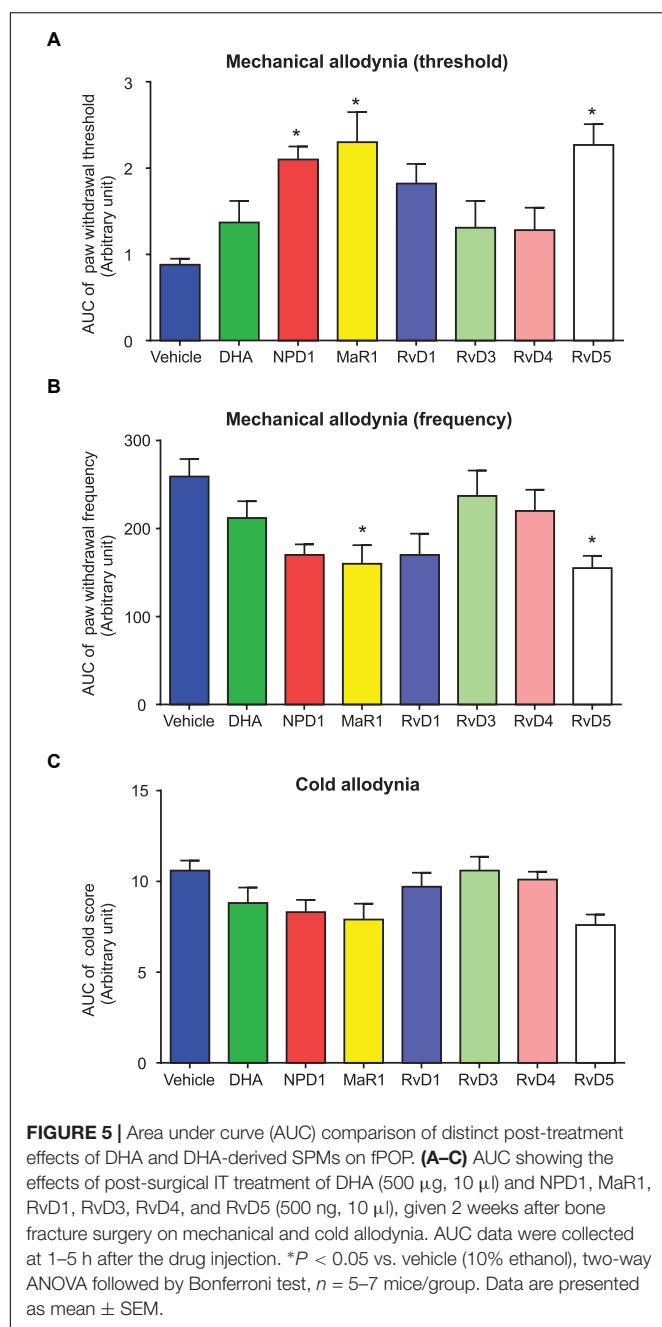 A
Mechanical allodynia (threshold)
AUC of paw withdrawal threshold
(Arbitrary unit)
3
2
1
0
*
*
*
Vehicle DHA NPD1 MaR1 RvD1 RvD3 RvD4 RvD5
B
Mechanical allodynia (frequency)
AUC of paw withdrawal frequency
(Arbitrary unit)
300
200
100
0
*
*
Vehicle DHA NPD1 MaR1 RvD1 RvD3 RvD4 RvD5
C
Cold allodynia
AUC of cold score
(Arbitrary unit)
15
10
5
0
Vehicle DHA NPD1 MaR1 RvD1 RvD3 RvD4 RvD5
FIGURE 5 | Area under curve (AUC) comparison of distinct post-treatment
effects of DHA and DHA-derived SPMs on fPOP. (A–C) AUC showing the
effects of post-surgical IT treatment of DHA (500 μg, 10 μl) and NPD1, MaR1,
RvD1, RvD3, RvD4, and RvD5 (500 ng, 10 μl), given 2 weeks after bone
fracture surgery on mechanical and cold allodynia. AUC data were collected
at 1–5 h after the drug injection. *P < 0.05 vs. vehicle (10% ethanol), two-way
ANOVA followed by Bonferroni test, n = 5–7 mice/group. Data are presented
as mean ± SEM.